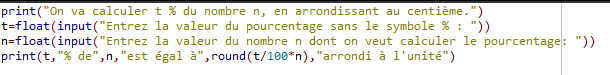 print("On va calculer t % du nombre n, en arrondissant au centième.")
t=float(input("Entrez la valeur du pourcentage sans le symbole % : "))
n=float(input("Entrez la valeur du nombre n dont on veut calculer le pourcentage: "))
print(t,"% de",n,"est égal à",round(t/100*n),"arrondi à l'unité")